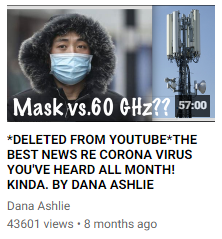 Mask vs.60 GHz??
57:00
*DELETED FROM YOUTUBE*THE
BEST NEWS RE CORONA VIRUS
YOU'VE HEARD ALL MONTH!
KINDA. BY DANA ASHLIE
Dana Ashlie
43601 views • 8 months ago